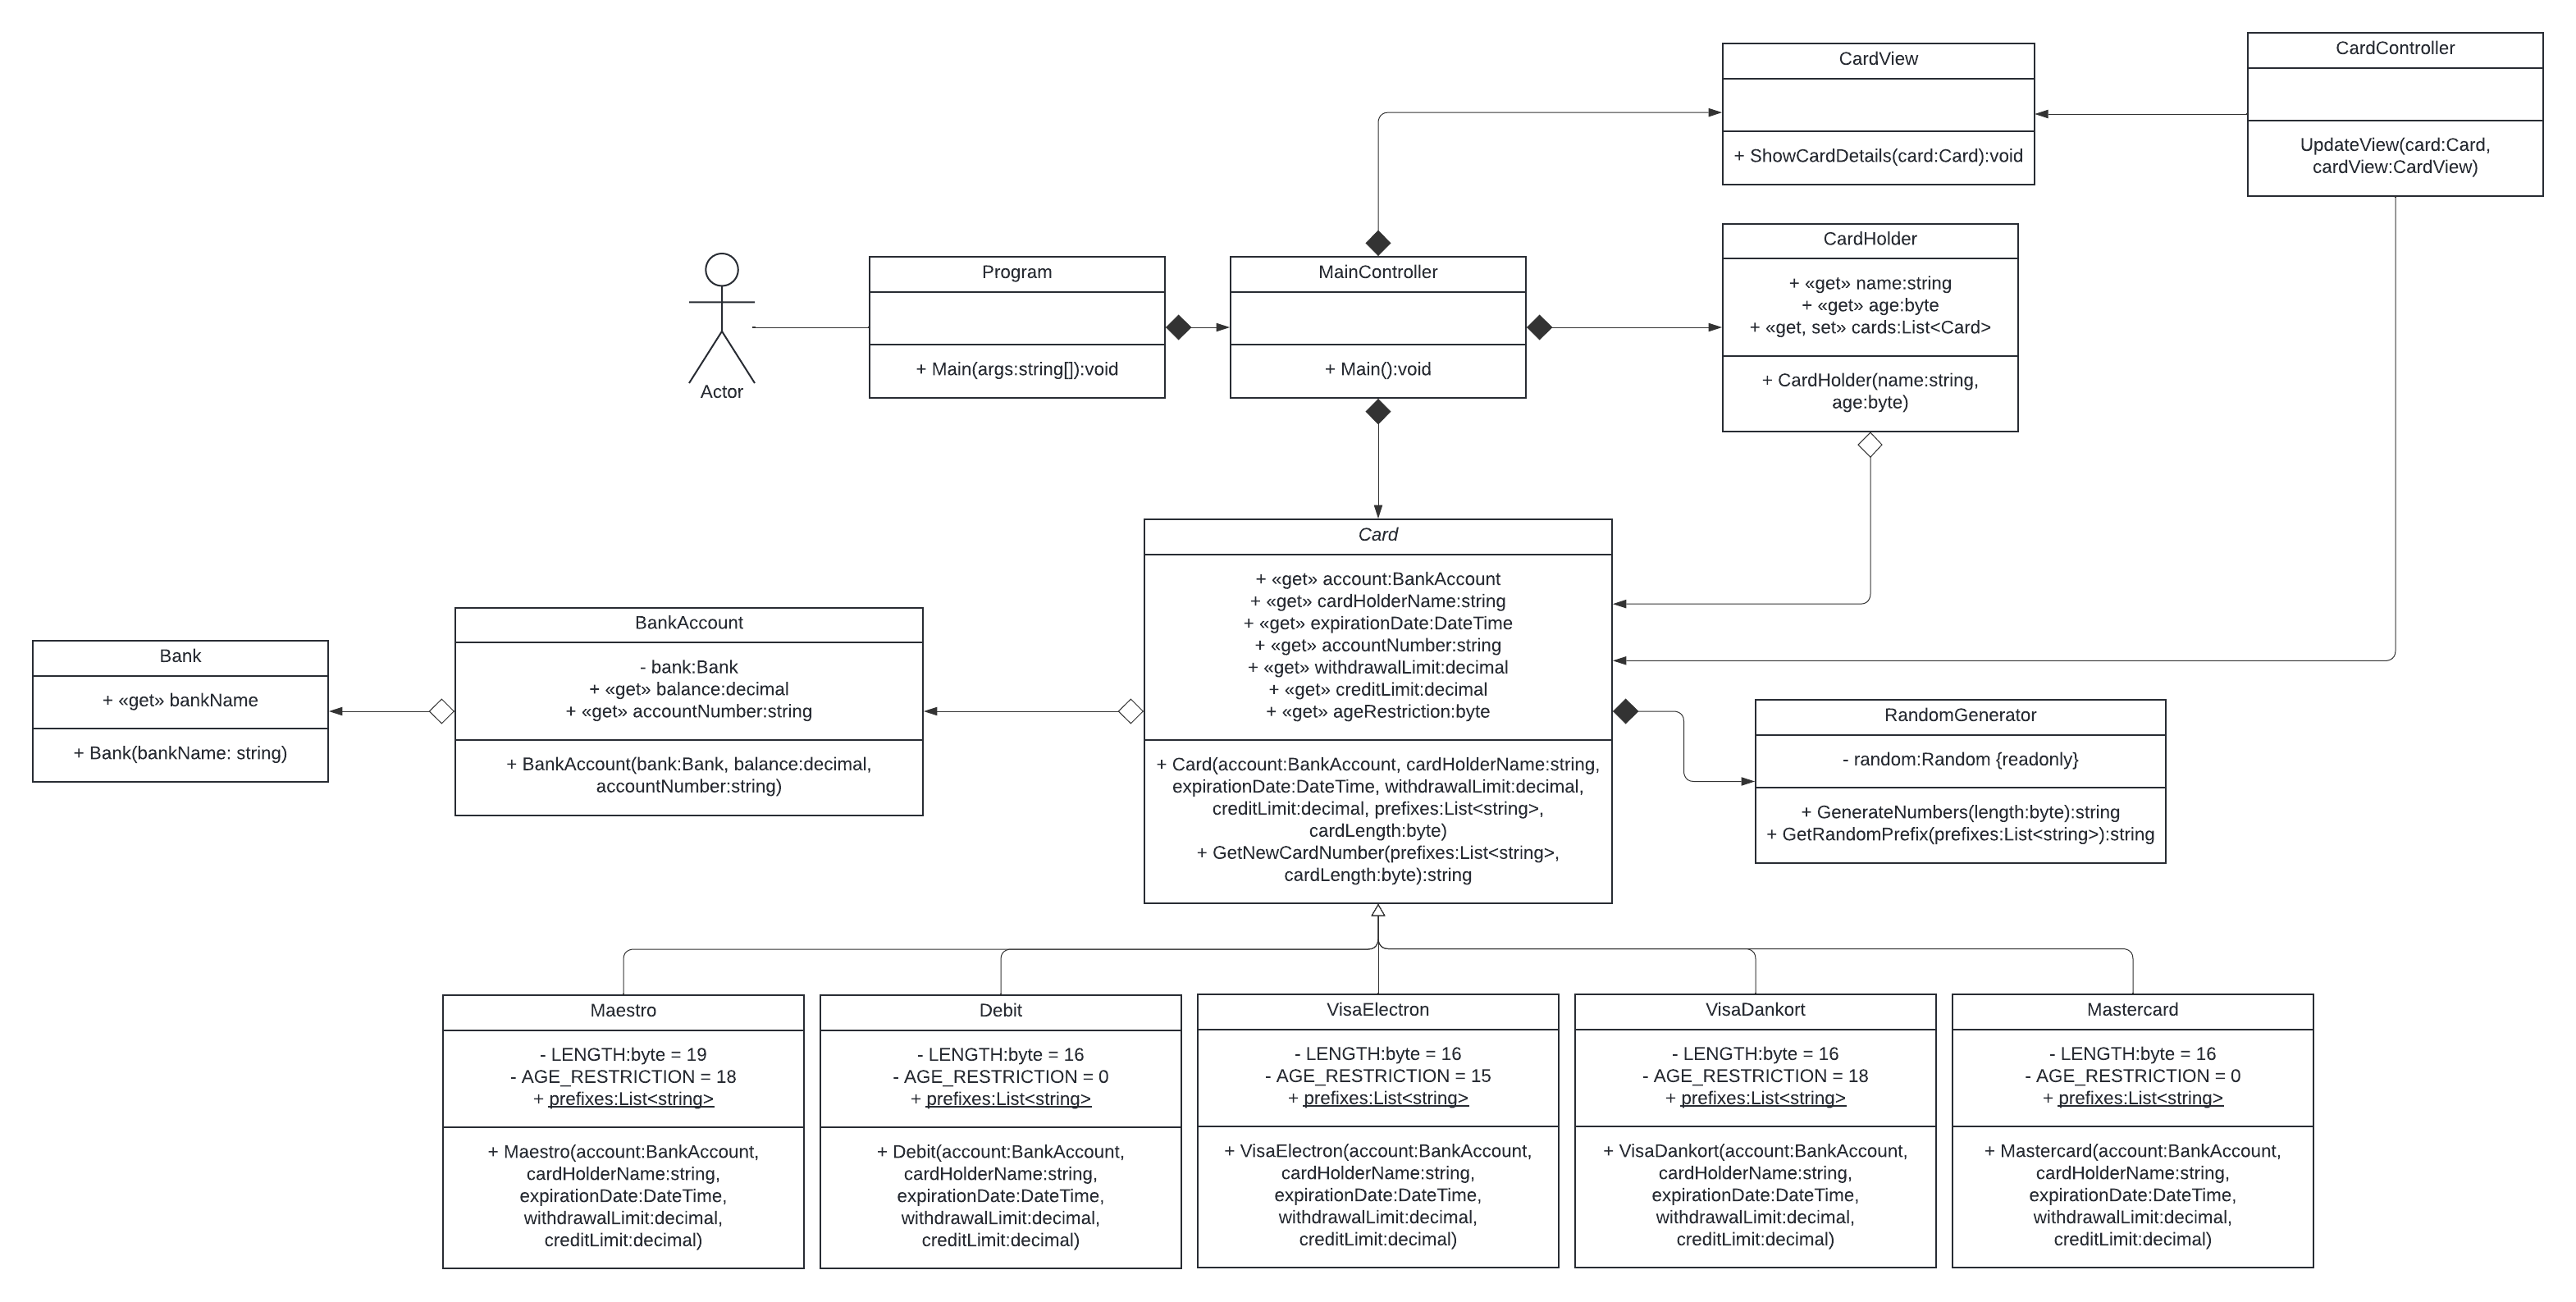 CardView
+ ShowCardDetails(card:Card):void
CardController
UpdateView(card:Card,
cardView:CardView)
Actor
Program
+ Main(args:string[]):void
MainController
+ Main():void
CardHolder
+ «get» name:string
+ «get» age:byte
+ «get, set» cards:List<Card>
+ CardHolder(name:string,
age:byte)
Bank
+ «get» bankName
+ Bank(bankName: string)
BankAccount
- bank:Bank
+ «get» balance:decimal
+ «get» accountNumber:string
+ BankAccount(bank:Bank, balance:decimal,
accountNumber:string)
Card
+ «get» account:BankAccount
+ «get» cardHolderName:string
+ «get» expirationDate:DateTime
+ «get» accountNumber:string
+ «get» withdrawalLimit:decimal
+ «get» creditLimit:decimal
+ «get» ageRestriction:byte
+ Card(account:BankAccount, cardHolderName:string,
expirationDate:DateTime, withdrawalLimit:decimal,
creditLimit:decimal, prefixes:List<string>,
cardLength:byte)
+ GetNewCardNumber(prefixes:List<string>,
cardLength:byte):string
RandomGenerator
- random:Random {readonly}
+ GenerateNumbers(length:byte):string
+ GetRandomPrefix(prefixes:List<string>):string
Maestro
- LENGTH:byte = 19
- AGE_RESTRICTION = 18
+ prefixes:List<string>
+ Maestro(account:BankAccount,
cardHolderName:string,
expirationDate:DateTime,
withdrawalLimit:decimal,
creditLimit:decimal)
Debit
- LENGTH:byte = 16
- AGE_RESTRICTION = 0
+ prefixes:List<string>
+ Debit(account:BankAccount,
cardHolderName:string,
expirationDate:DateTime,
withdrawalLimit:decimal,
creditLimit:decimal)
VisaElectron
- LENGTH:byte = 16
- AGE_RESTRICTION = 15
+ prefixes:List<string>
+ VisaElectron(account:BankAccount,
cardHolderName:string,
expirationDate:DateTime,
withdrawalLimit:decimal,
creditLimit:decimal)
VisaDankort
- LENGTH:byte = 16
- AGE_RESTRICTION = 18
+ prefixes:List<string>
+ VisaDankort(account:BankAccount,
cardHolderName:string,
expirationDate:DateTime,
withdrawalLimit:decimal,
creditLimit:decimal)
Mastercard
- LENGTH:byte = 16
- AGE_RESTRICTION = 0
+ prefixes:List<string>
+ Mastercard(account:BankAccount,
cardHolderName:string,
expirationDate:DateTime,
withdrawalLimit:decimal,
creditLimit:decimal)